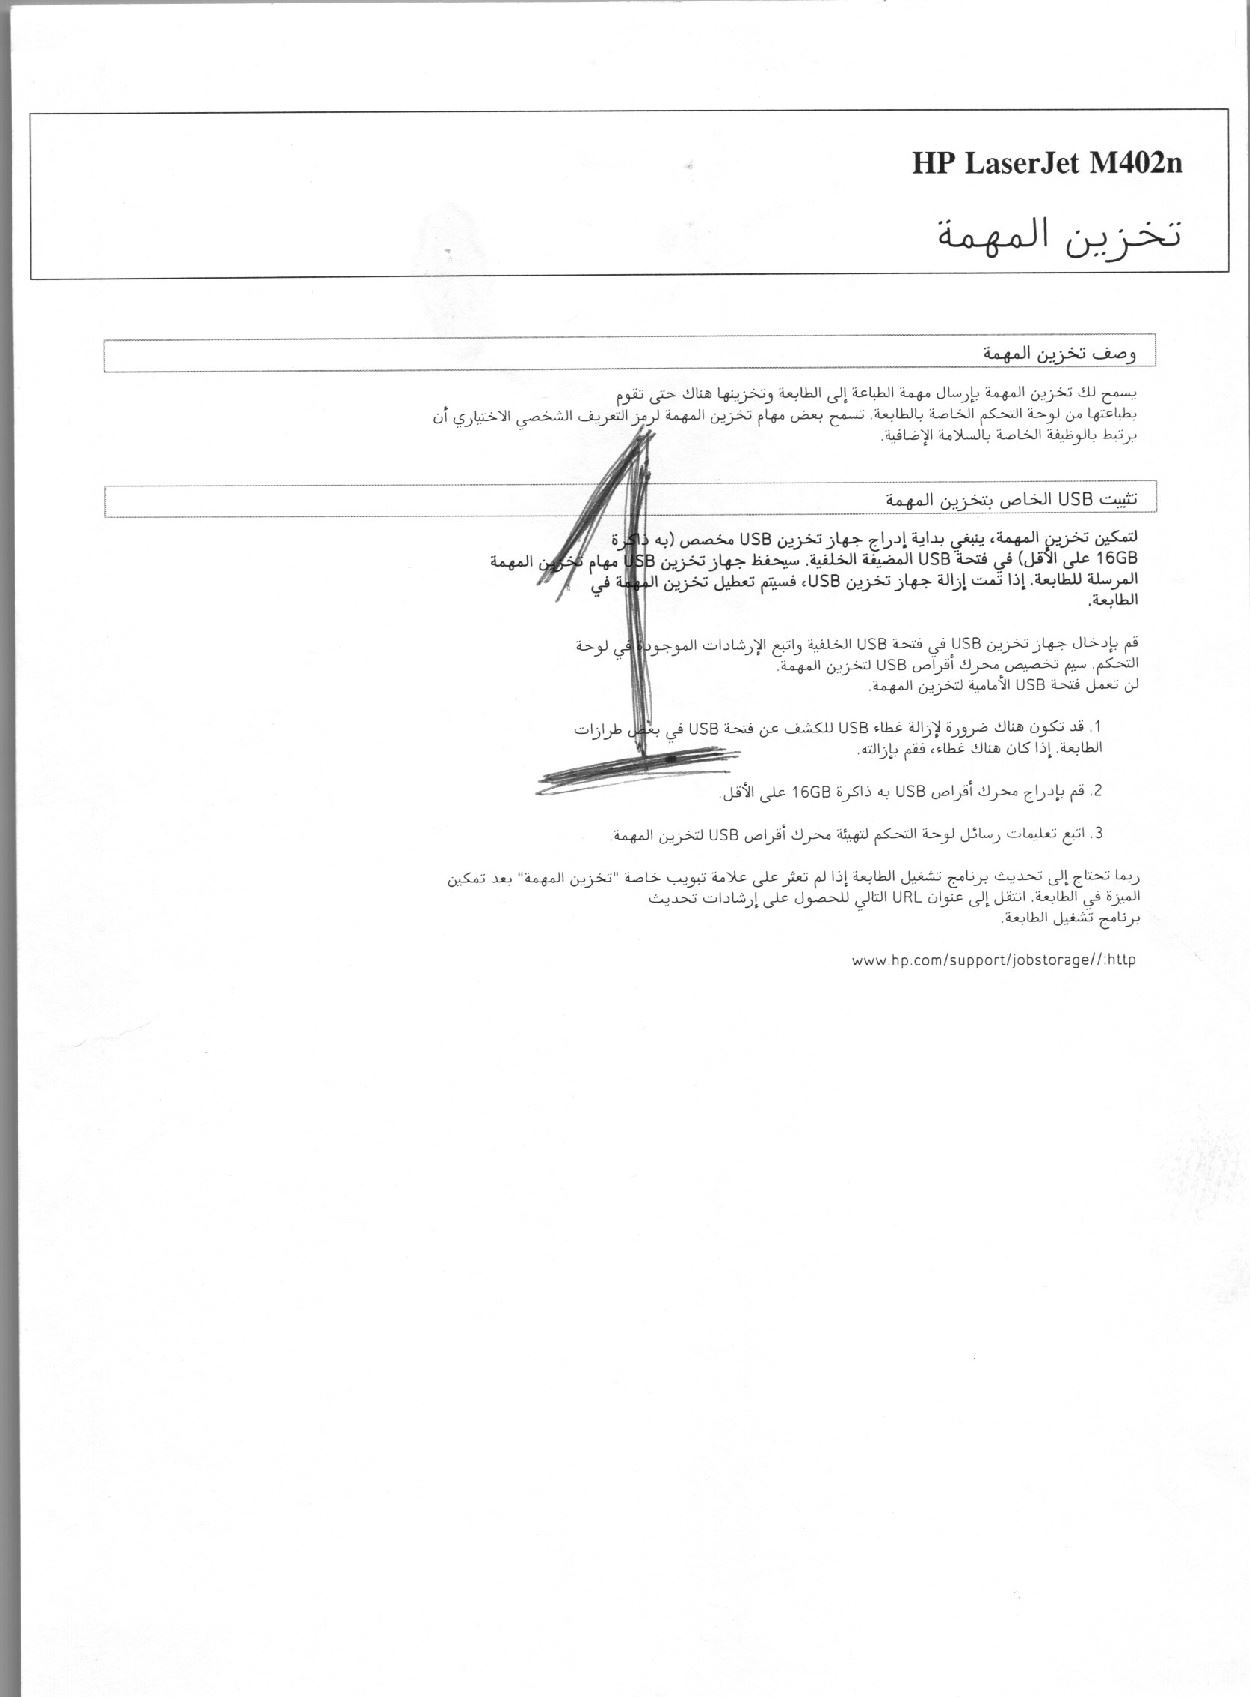 HP LaserJet M402n
تخزين المهمة
وصف تخزين المهمة
يسمح لك تخزين المهمة بإرسال مهمة الطباعة إلى الطابعة وتخزينها هناك حتى تقوم
بطباعتها من لوحة التحكم الخاصة بالطابعة. تسمح بعض مهام تخزين المهمة لرمز التعريف الشخصي الاختياري أن
يرتبط بالوظيفة الخاصة بالسلامة الإضافية.
تثبيت USB الخاص بتخزين المهمة
لتمكين تخزين المهمة، ينبغي بداية إدراج جهاز تخزين USB مخصص (به ذاكرة
16GB على الأقل) في فتحة USB المضيفة الخلفية. سيحفظ جهاز تخزين USB مهام تخزين المهمة
المرسلة للطابعة. إذا تمت إزالة جهاز تخزين USB، فسيتم تعطيل تخزين المهمة في
الطابعة.
قم بإدخال جهاز تخزين USB في فتحة USB الخلفية واتبع الإرشادات الموجودة في لوحة
التحكم. سيم تخصيص محرك أقراص USB لتخزين المهمة.
لن تعمل فتحة USB الأمامية لتخزين المهمة.
1. قد تكون هناك ضرورة لإزالة غطاء USB للكشف عن فتحة USB في بعض طرازات
الطابعة. إذا كان هناك غطاء، فقم بإزالته.
2. قم بإدراج محرك أقراص USB به ذاكرة 16GB على الأقل.
3. اتبع تعليمات رسائل لوحة التحكم لتهيئة محرك أقراص USB لتخزين المهمة
ربما تحتاج إلى تحديث برنامج تشغيل الطابعة إذا لم تعثر على علامة تبويب خاصة "تخزين المهمة" بعد تمكين
الميزة في الطابعة. انتقل إلى عنوان URL التالي للحصول على إرشادات تحديث
برنامج تشغيل الطابعة.
www.hp.com/support/jobstorage//:http
1